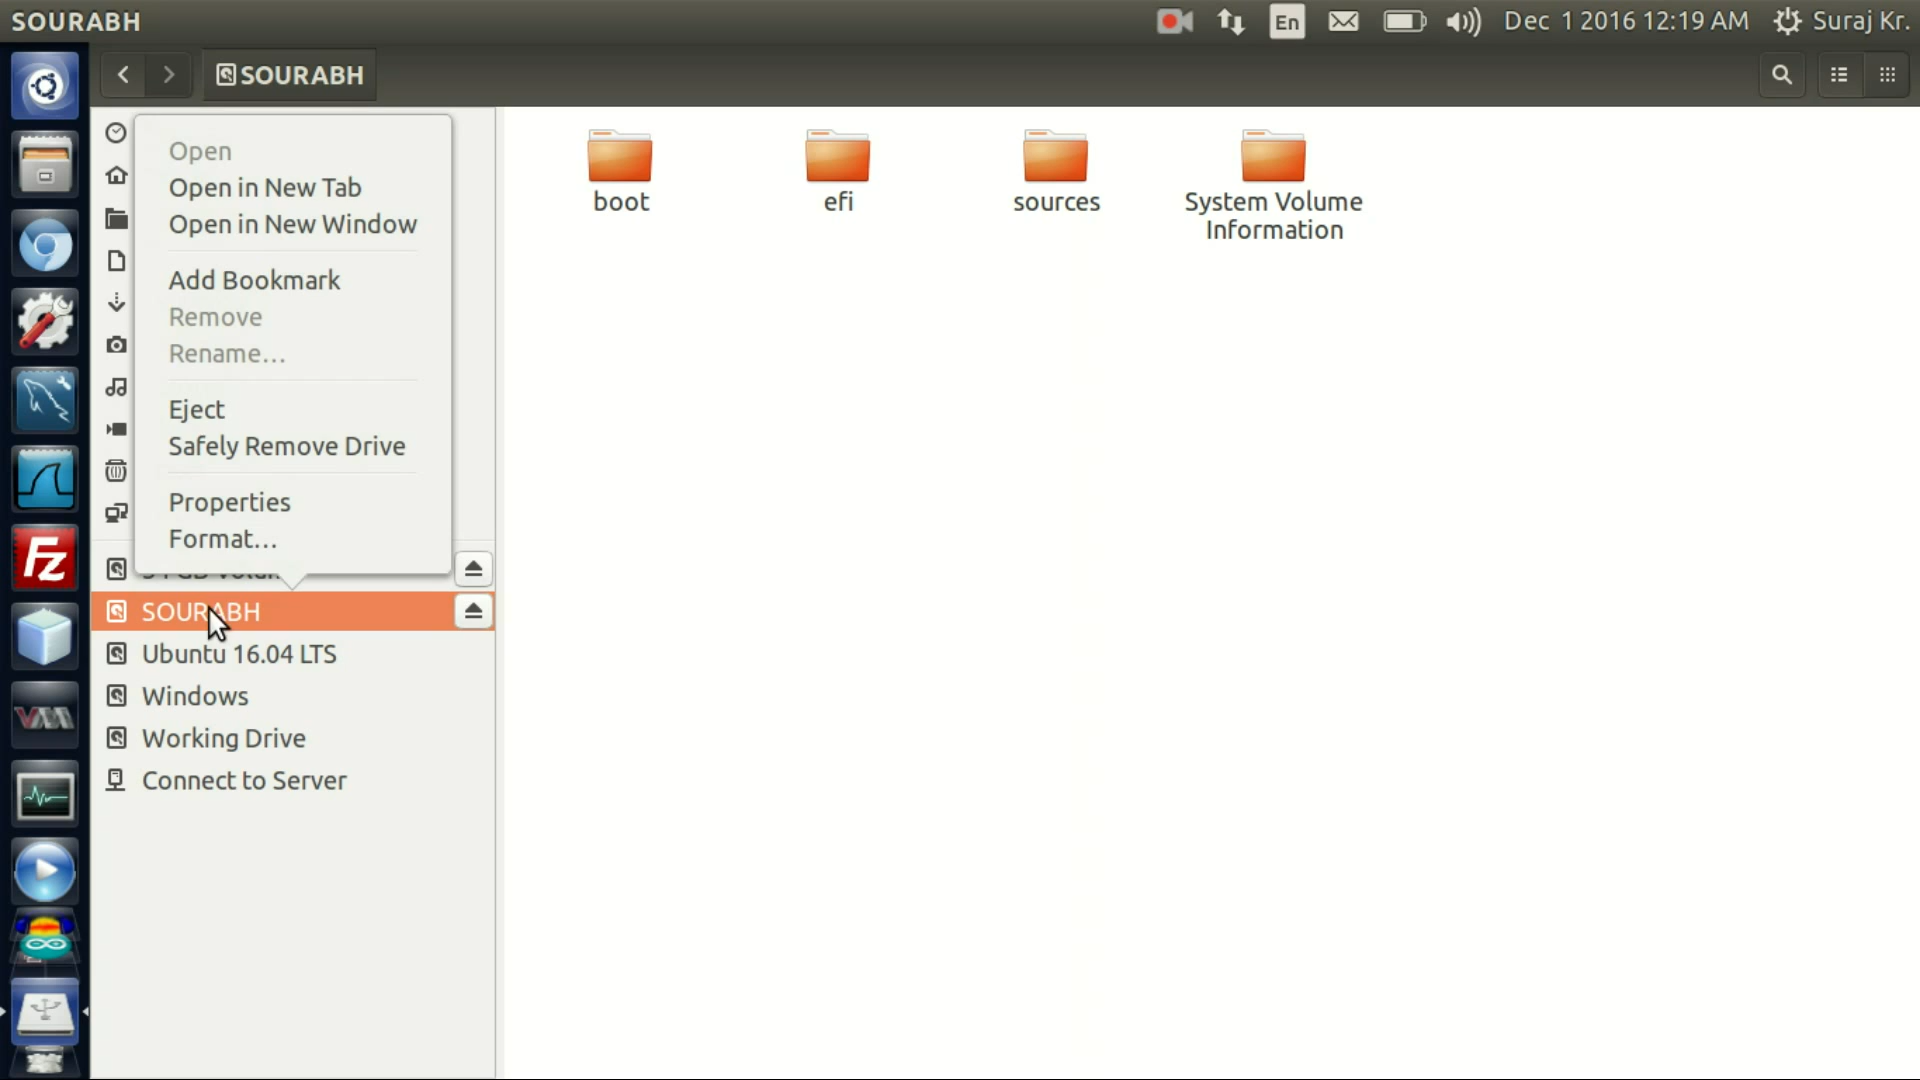 SOURABH
En
Dec 1 2016 12:19 AM
Suraj Kr.
SOURABH
Open
Open in New Tab
Open in New Window
Add Bookmark
Remove
Rename…
Eject
Safely Remove Drive
Properties
Format…
SOURABH
Ubuntu 16.04 LTS
Windows
Working Drive
Connect to Server
boot
efi
sources
System Volume
Information
Fz
VM